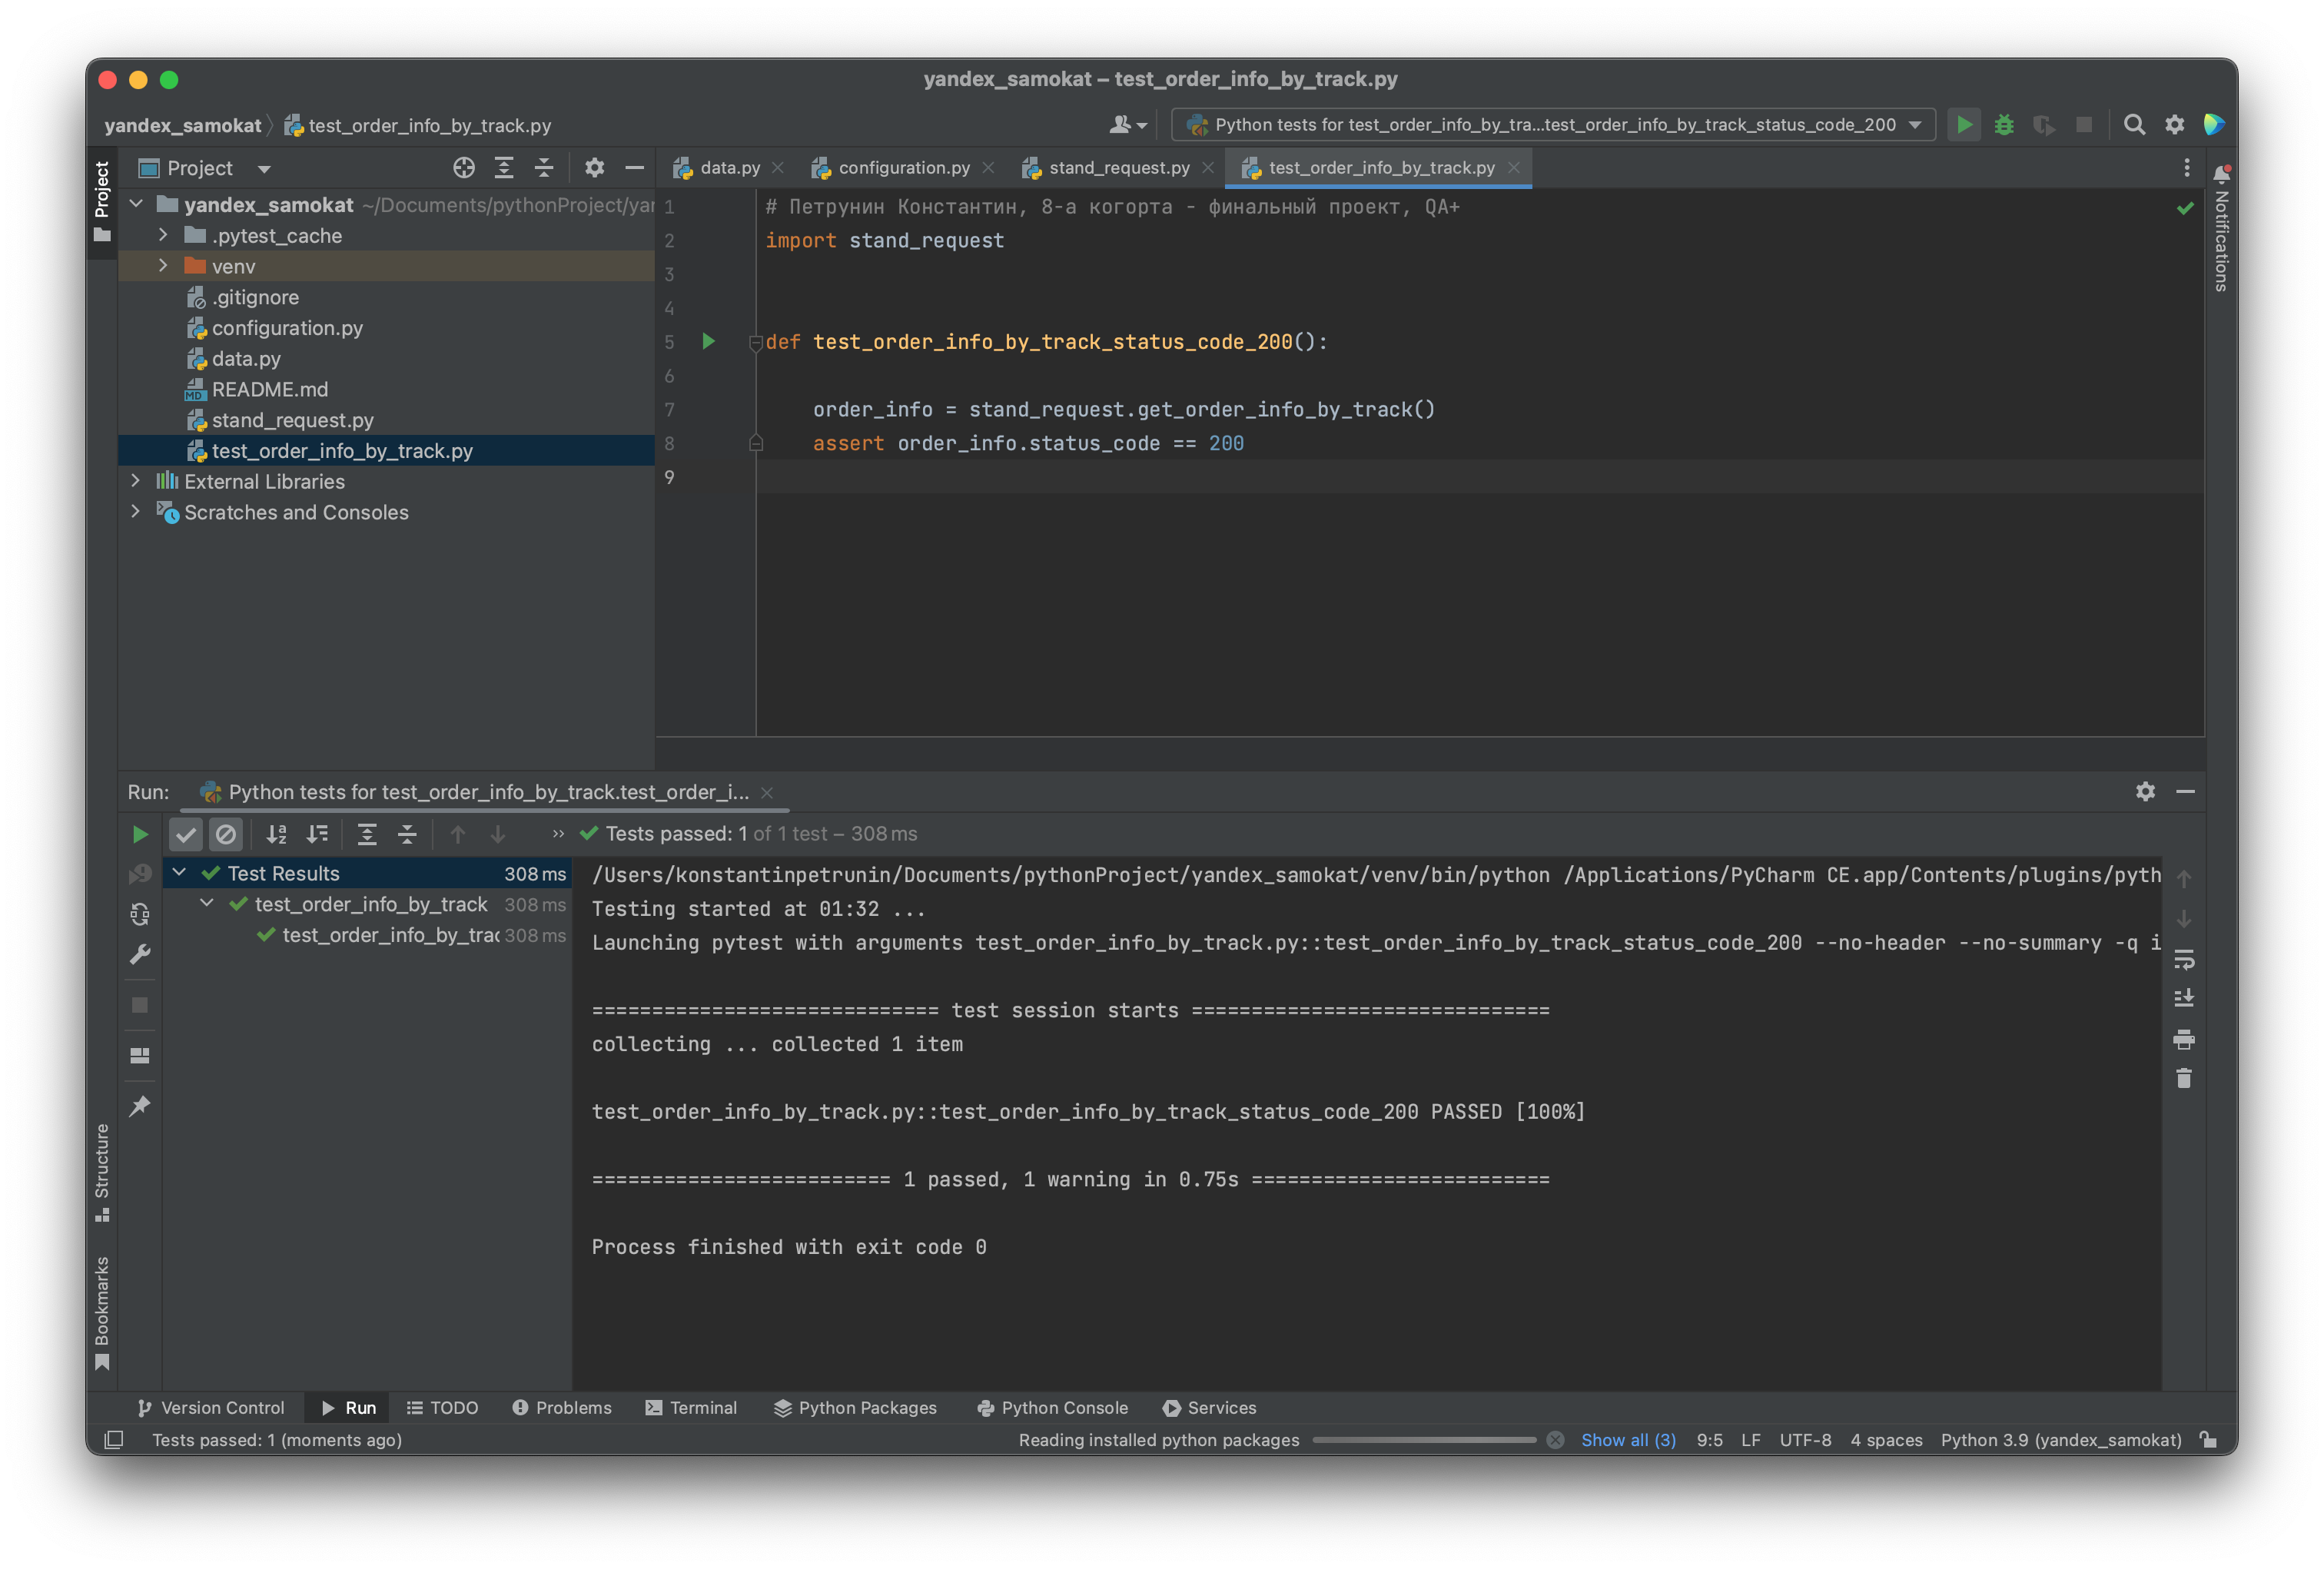 yandex_samokat – test_order_info_by_track.py
yandex_samokat
test_order_info_by_track.py
Python tests for test_order_info_by_tra...test_order_info_by_track_status_code_200
Project
Project
data.py
configuration.py
stand_request.py
test_order_info_by_track.py
Notifications
yandex_samokat ~/Documents/pythonProject/yar
.pytest_cache
venv
.gitignore
configuration.py
data.py
README.md
stand_request.py
test_order_info_by_track.py
External Libraries
Scratches and Consoles
1 # Петрунин Константин, 8-а когорта - финальный проект, QA+
2 import stand_request
3
4
5 def test_order_info_by_track_status_code_200():
6
7 order_info = stand_request.get_order_info_by_track()
8 assert order_info.status_code == 200
9
Run: Python tests for test_order_info_by_track.test_order_i...
Tests passed: 1 of 1 test – 308 ms
Test Results 308 ms
test_order_info_by_track 308 ms
test_order_info_by_trac 308 ms
/Users/konstantinpetrunin/Documents/pythonProject/yandex_samokat/venv/bin/python /Applications/PyCharm CE.app/Contents/plugins/pyth
Testing started at 01:32 ...
Launching pytest with arguments test_order_info_by_track.py::test_order_info_by_track_status_code_200 --no-header --no-summary -q i
============================= test session starts ==============================
collecting ... collected 1 item
test_order_info_by_track.py::test_order_info_by_track_status_code_200 PASSED [100%]
========================= 1 passed, 1 warning in 0.75s =========================
Process finished with exit code 0
Structure
Bookmarks
Version Control
Run
TODO
Problems
Terminal
Python Packages
Python Console
Services
Tests passed: 1 (moments ago)
Reading installed python packages
Show all (3)
9:5
LF
UTF-8
4 spaces
Python 3.9 (yandex_samokat)